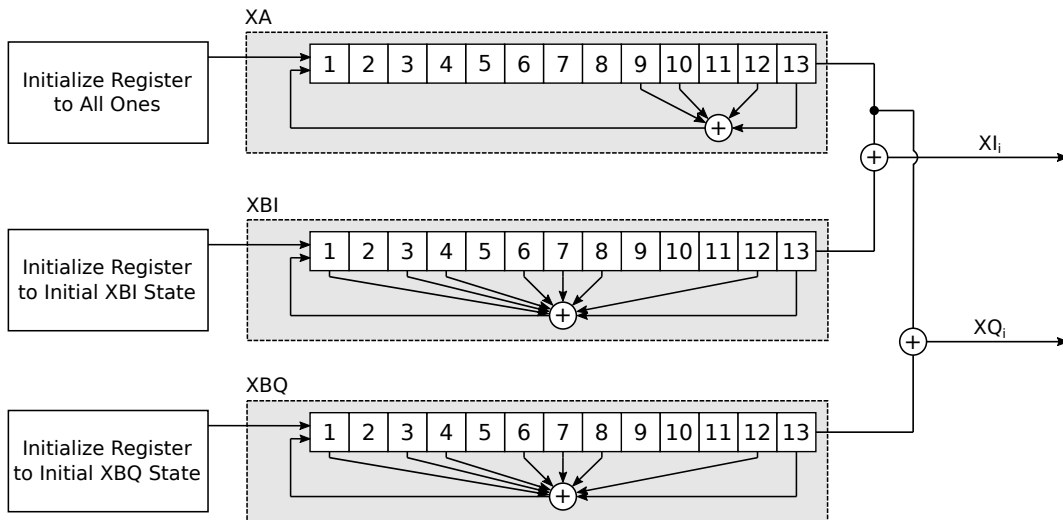 XA
Initialize Register
to All Ones
1 2 3 4 5 6 7 8 9 10 11 12 13
+
+
XIᵢ
XBI
Initialize Register
to Initial XBI State
1 2 3 4 5 6 7 8 9 10 11 12 13
+
+
XQᵢ
XBQ
Initialize Register
to Initial XBQ State
1 2 3 4 5 6 7 8 9 10 11 12 13
+